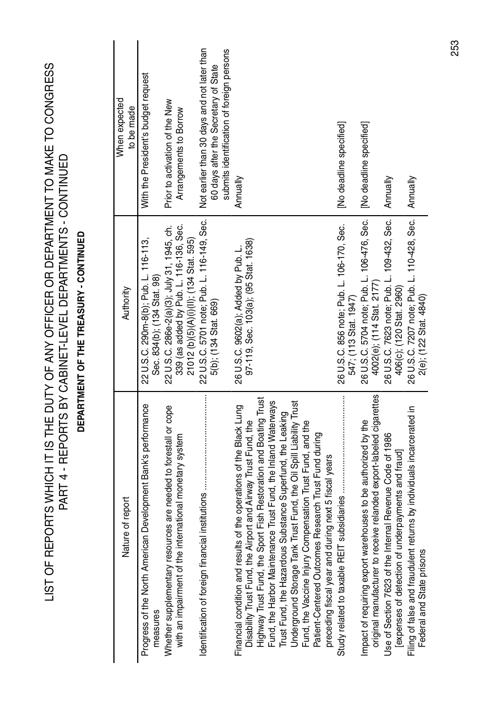 LIST OF REPORTS WHICH IT IS THE DUTY OF ANY OFFICER OR DEPARTMENT TO MAKE TO CONGRESS
PART 4 - REPORTS BY CABINET-LEVEL DEPARTMENTS - CONTINUED
DEPARTMENT OF THE TREASURY - CONTINUED
Nature of report
Authority
When expected
to be made
Progress of the North American Development Bank's performance
measures
22 U.S.C. 290m-8(b); Pub. L. 116-113,
Sec. 834(b); (134 Stat. 98)
With the President's budget request
Whether supplementary resources are needed to forestall or cope
with an impairment of the international monetary system
22 U.S.C. 286e-2(a)(3); July 31, 1945, ch.
339 (as added by Pub. L. 116-136, Sec.
21012 (b)(5)(A)(i)(II); (134 Stat. 595)
Prior to activation of the New
Arrangements to Borrow
Identification of foreign financial institutions
22 U.S.C. 5701 note; Pub. L. 116-149, Sec.
5(b); (134 Stat. 669)
Not earlier than 30 days and not later than
60 days after the Secretary of State
submits identification of foreign persons
Financial condition and results of the operations of the Black Lung
Disability Trust Fund, the Airport and Airway Trust Fund, the
Highway Trust Fund, the Sport Fish Restoration and Boating Trust
Fund, the Harbor Maintenance Trust Fund, the Inland Waterways
Trust Fund, the Hazardous Substance Superfund, the Leaking
Underground Storage Tank Trust Fund, the Oil Spill Liability Trust
Fund, the Vaccine Injury Compensation Trust Fund, and the
Patient-Centered Outcomes Research Trust Fund during
preceding fiscal year and during next 5 fiscal years
26 U.S.C. 9602(a); Added by Pub. L.
97-119, Sec. 103(a); (95 Stat. 1638)
Annually
Study related to taxable REIT subsidiaries
26 U.S.C. 856 note; Pub. L. 106-170, Sec.
547; (113 Stat. 1947)
[No deadline specified]
Impact of requiring export warehouses to be authorized by the
original manufacturer to receive relanded export-labeled cigarettes
26 U.S.C. 5704 note; Pub. L. 106-476, Sec.
4002(e); (114 Stat. 2177)
[No deadline specified]
Use of Section 7623 of the Internal Revenue Code of 1986
[expenses of detection of underpayments and fraud]
26 U.S.C. 7623 note; Pub. L. 109-432, Sec.
406(c); (120 Stat. 2960)
Annually
Filing of false and fraudulent returns by individuals incarcerated in
Federal and State prisons
26 U.S.C. 7207 note; Pub. L. 110-428, Sec.
2(e); (122 Stat. 4840)
Annually
253